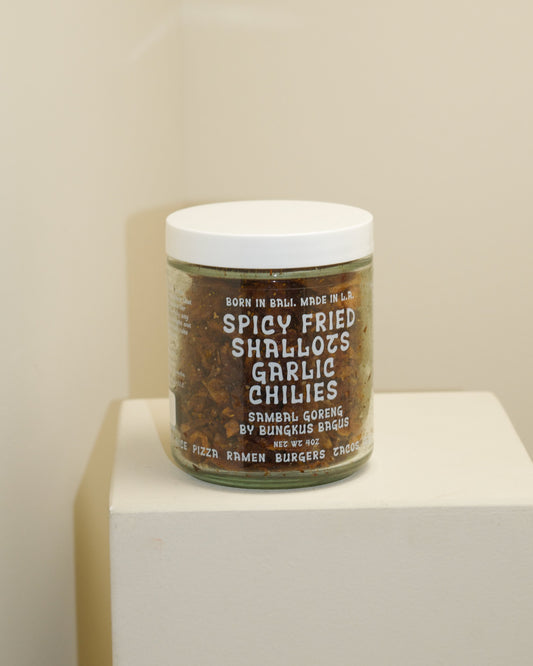 BORN IN BALI. MADE IN L.A.
SPICY FRIED
SHALLOTS
GARLIC
CHILIES
SAMBAL GORENG
BY BUNGKUS BAGUS
NET WT 4OZ
PIZZA RAMEN BURGERS TACOS